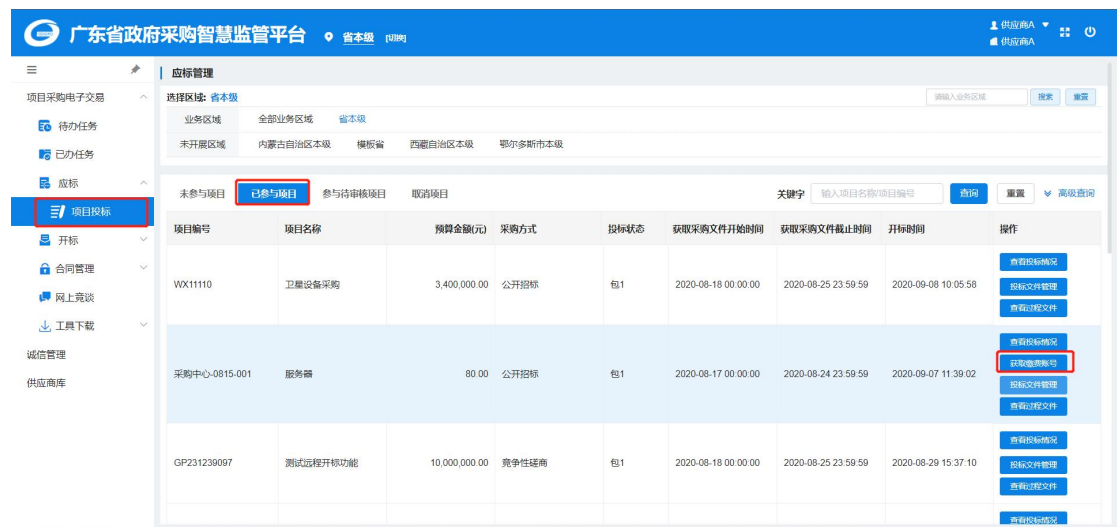 广东省政府采购智慧监管平台 省本级 [切换] 供应商A
供应商A
项目采购电子交易
待办任务
已办任务
应标
项目投标
开标
合同管理
网上竞谈
工具下载
诚信管理
供应商库
应标管理
选择区域: 省本级 请输入业务区域 搜索 重置
业务区域 全部业务区域 省本级
未开展区域 内蒙古自治区本级 模板省 西藏自治区本级 鄂尔多斯市本级
未参与项目 已参与项目 参与待审核项目 取消项目 关键字 输入项目名称/项目编号 查询 重置 高级查询
项目编号 项目名称 预算金额(元) 采购方式 投标状态 获取采购文件开始时间 获取采购文件截止时间 开标时间 操作
查看投标情况
WX11110 卫星设备采购 3,400,000.00 公开招标 包1 2020-08-18 00:00:00 2020-08-25 23:59:59 2020-09-08 10:05:58 投标文件管理
查看过程文件
查看投标情况
获取缴费账号
采购中心-0815-001 服务器 80.00 公开招标 包1 2020-08-17 00:00:00 2020-08-24 23:59:59 2020-09-07 11:39:02
投标文件管理
查看过程文件
查看投标情况
GP231239097 测试远程开标功能 10,000,000.00 竞争性磋商 包1 2020-08-18 00:00:00 2020-08-25 23:59:59 2020-08-29 15:37:10 投标文件管理
查看过程文件
查看投标情况